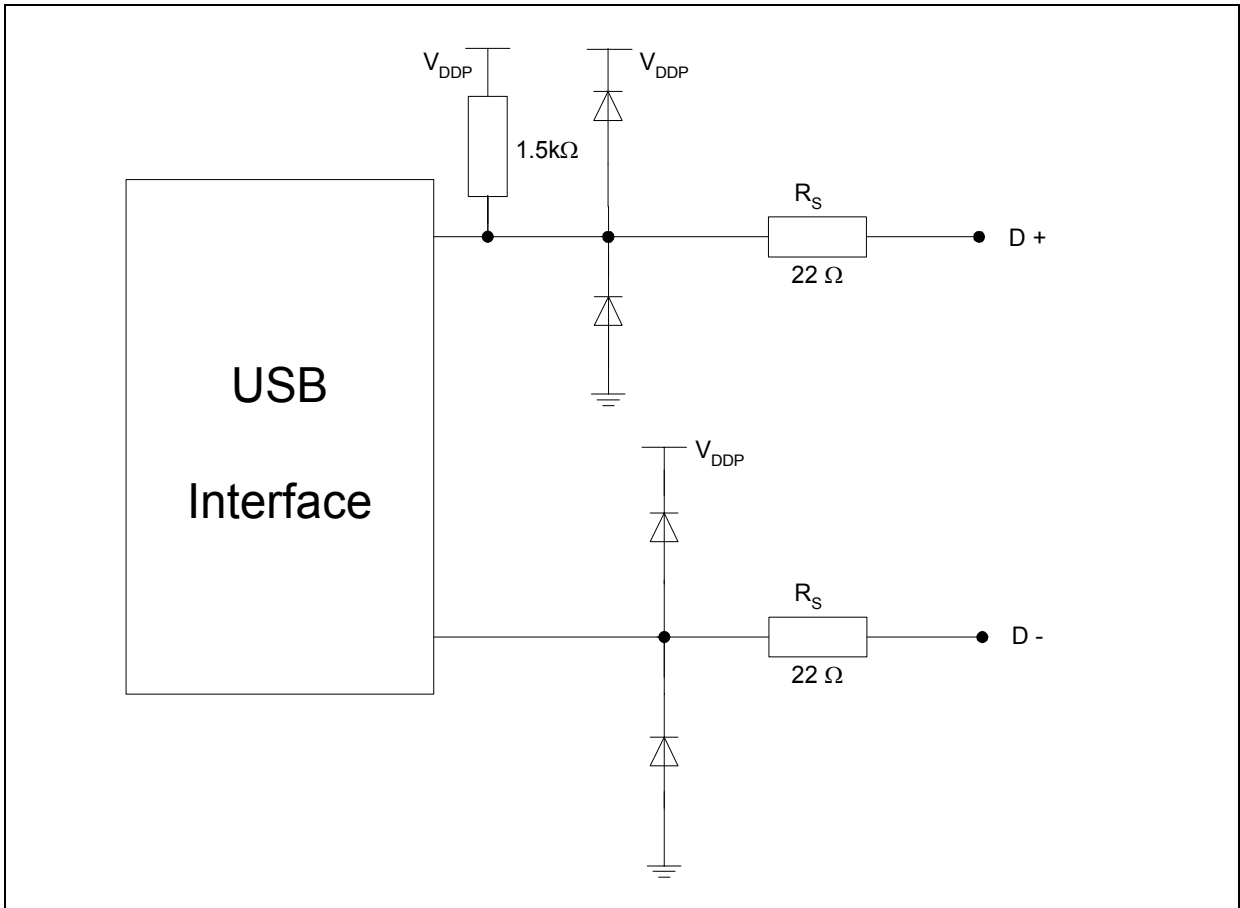 V_DDP
V_DDP
1.5kΩ
R_S
D +
22 Ω
USB
Interface
V_DDP
R_S
D -
22 Ω